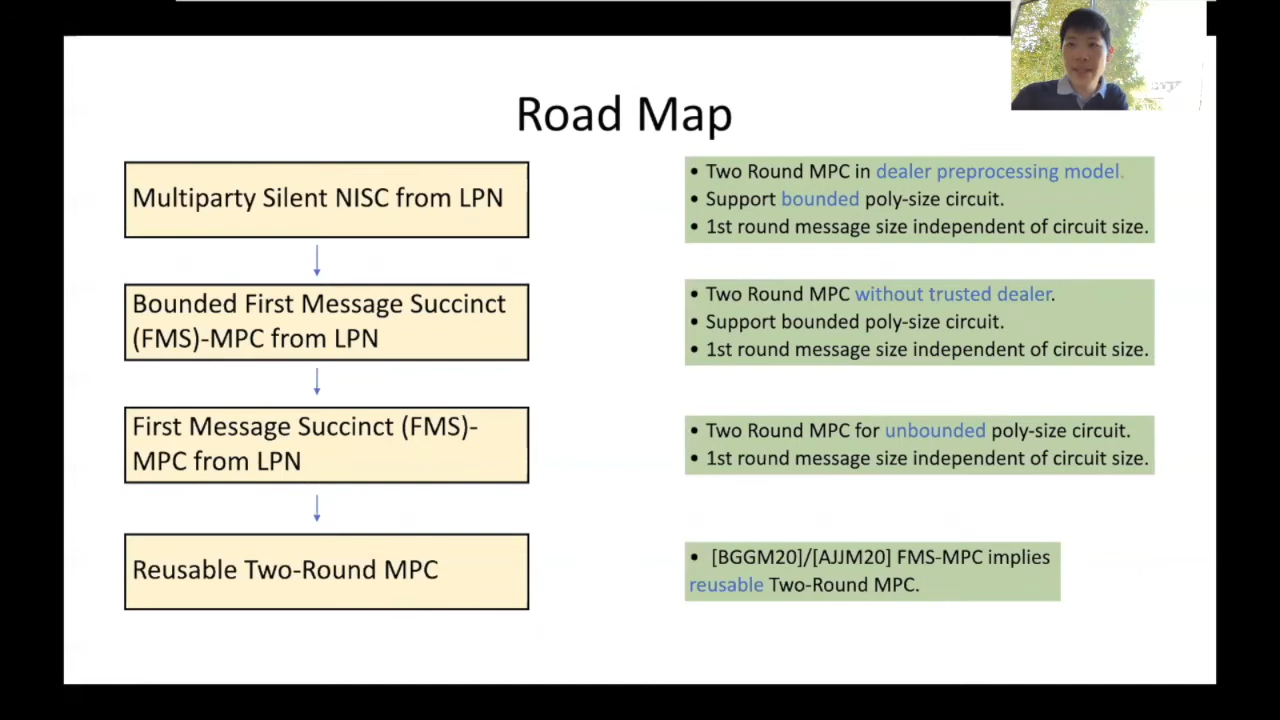 Road Map
Multiparty Silent NISC from LPN
• Two Round MPC in dealer preprocessing model.
• Support bounded poly-size circuit.
• 1st round message size independent of circuit size.
Bounded First Message Succinct
(FMS)-MPC from LPN
• Two Round MPC without trusted dealer.
• Support bounded poly-size circuit.
• 1st round message size independent of circuit size.
First Message Succinct (FMS)-
MPC from LPN
• Two Round MPC for unbounded poly-size circuit.
• 1st round message size independent of circuit size.
Reusable Two-Round MPC
• [BGGM20]/[AJJM20] FMS-MPC implies
reusable Two-Round MPC.